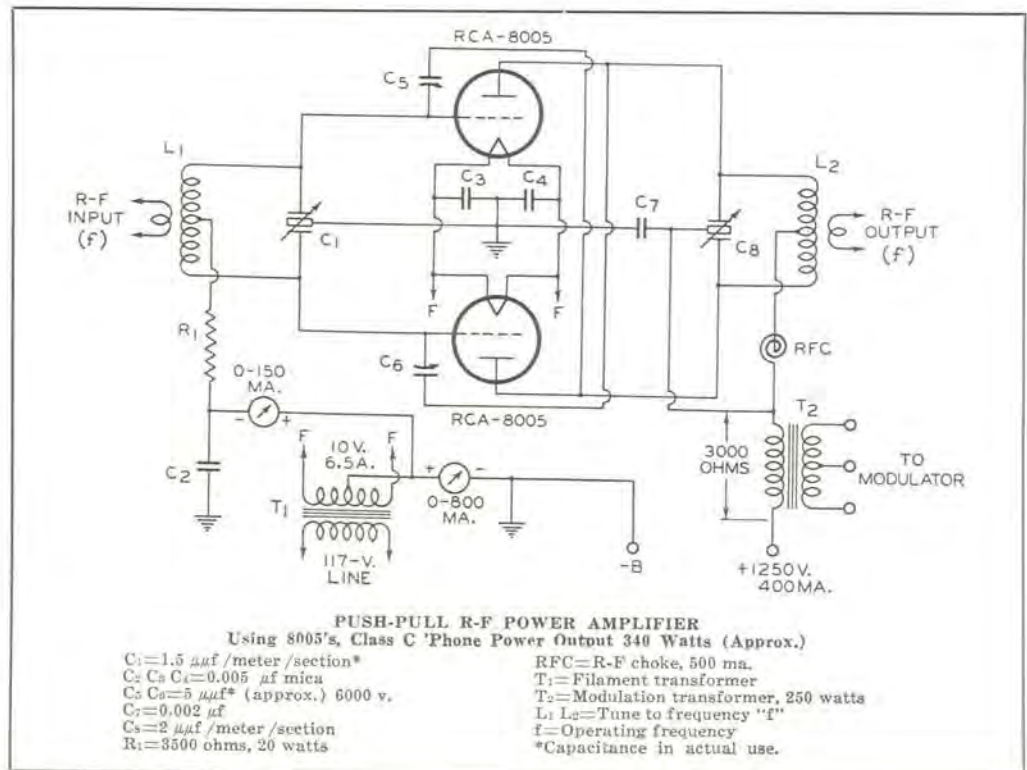 RCA-8005
C5
L1
L2
R-F
INPUT
(f)
C3
C4
C7
C1
C8
R-F
OUTPUT
(f)
F
F
R1
C6
RFC
0-150
MA.
- +
RCA-8005
T2
F
10 V.
6.5A.
F
3000
OHMS
TO
MODULATOR
C2
+ -
T1
0-800
MA.
117-V.
LINE
-B
+1250 V.
400 MA.
PUSH-PULL R-F POWER AMPLIFIER
Using 8005's, Class C 'Phone Power Output 340 Watts (Approx.)
C1=1.5 μμf/meter/section*
C2 C3 C4=0.005 μf mica
C5 C6=5 μμf* (approx.) 6000 v.
C7=0.002 μf
C8=2 μμf/meter/section
R1=3500 ohms, 20 watts
RFC=R-F choke, 500 ma.
T1=Filament transformer
T2=Modulation transformer, 250 watts
L1 L2=Tune to frequency "f"
f=Operating frequency
*Capacitance in actual use.